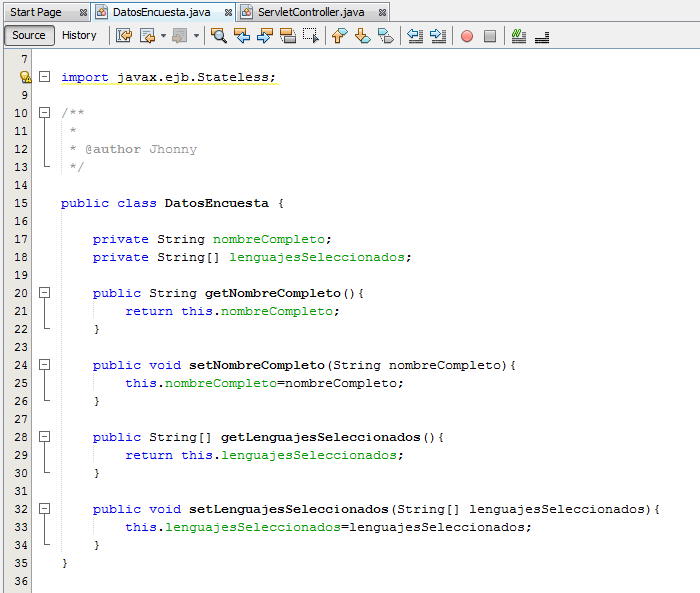 Start Page DatosEncuesta.java ServletController.java
Source History
7
import javax.ejb.Stateless;
9
10 /**
11 *
12 * @author Jhonny
13 */
14
15 public class DatosEncuesta {
16
17 private String nombreCompleto;
18 private String[] lenguajesSeleccionados;
19
20 public String getNombreCompleto(){
21 return this.nombreCompleto;
22 }
23
24 public void setNombreCompleto(String nombreCompleto){
25 this.nombreCompleto=nombreCompleto;
26 }
27
28 public String[] getLenguajesSeleccionados(){
29 return this.lenguajesSeleccionados;
30 }
31
32 public void setLenguajesSeleccionados(String[] lenguajesSeleccionados){
33 this.lenguajesSeleccionados=lenguajesSeleccionados;
34 }
35 }
36